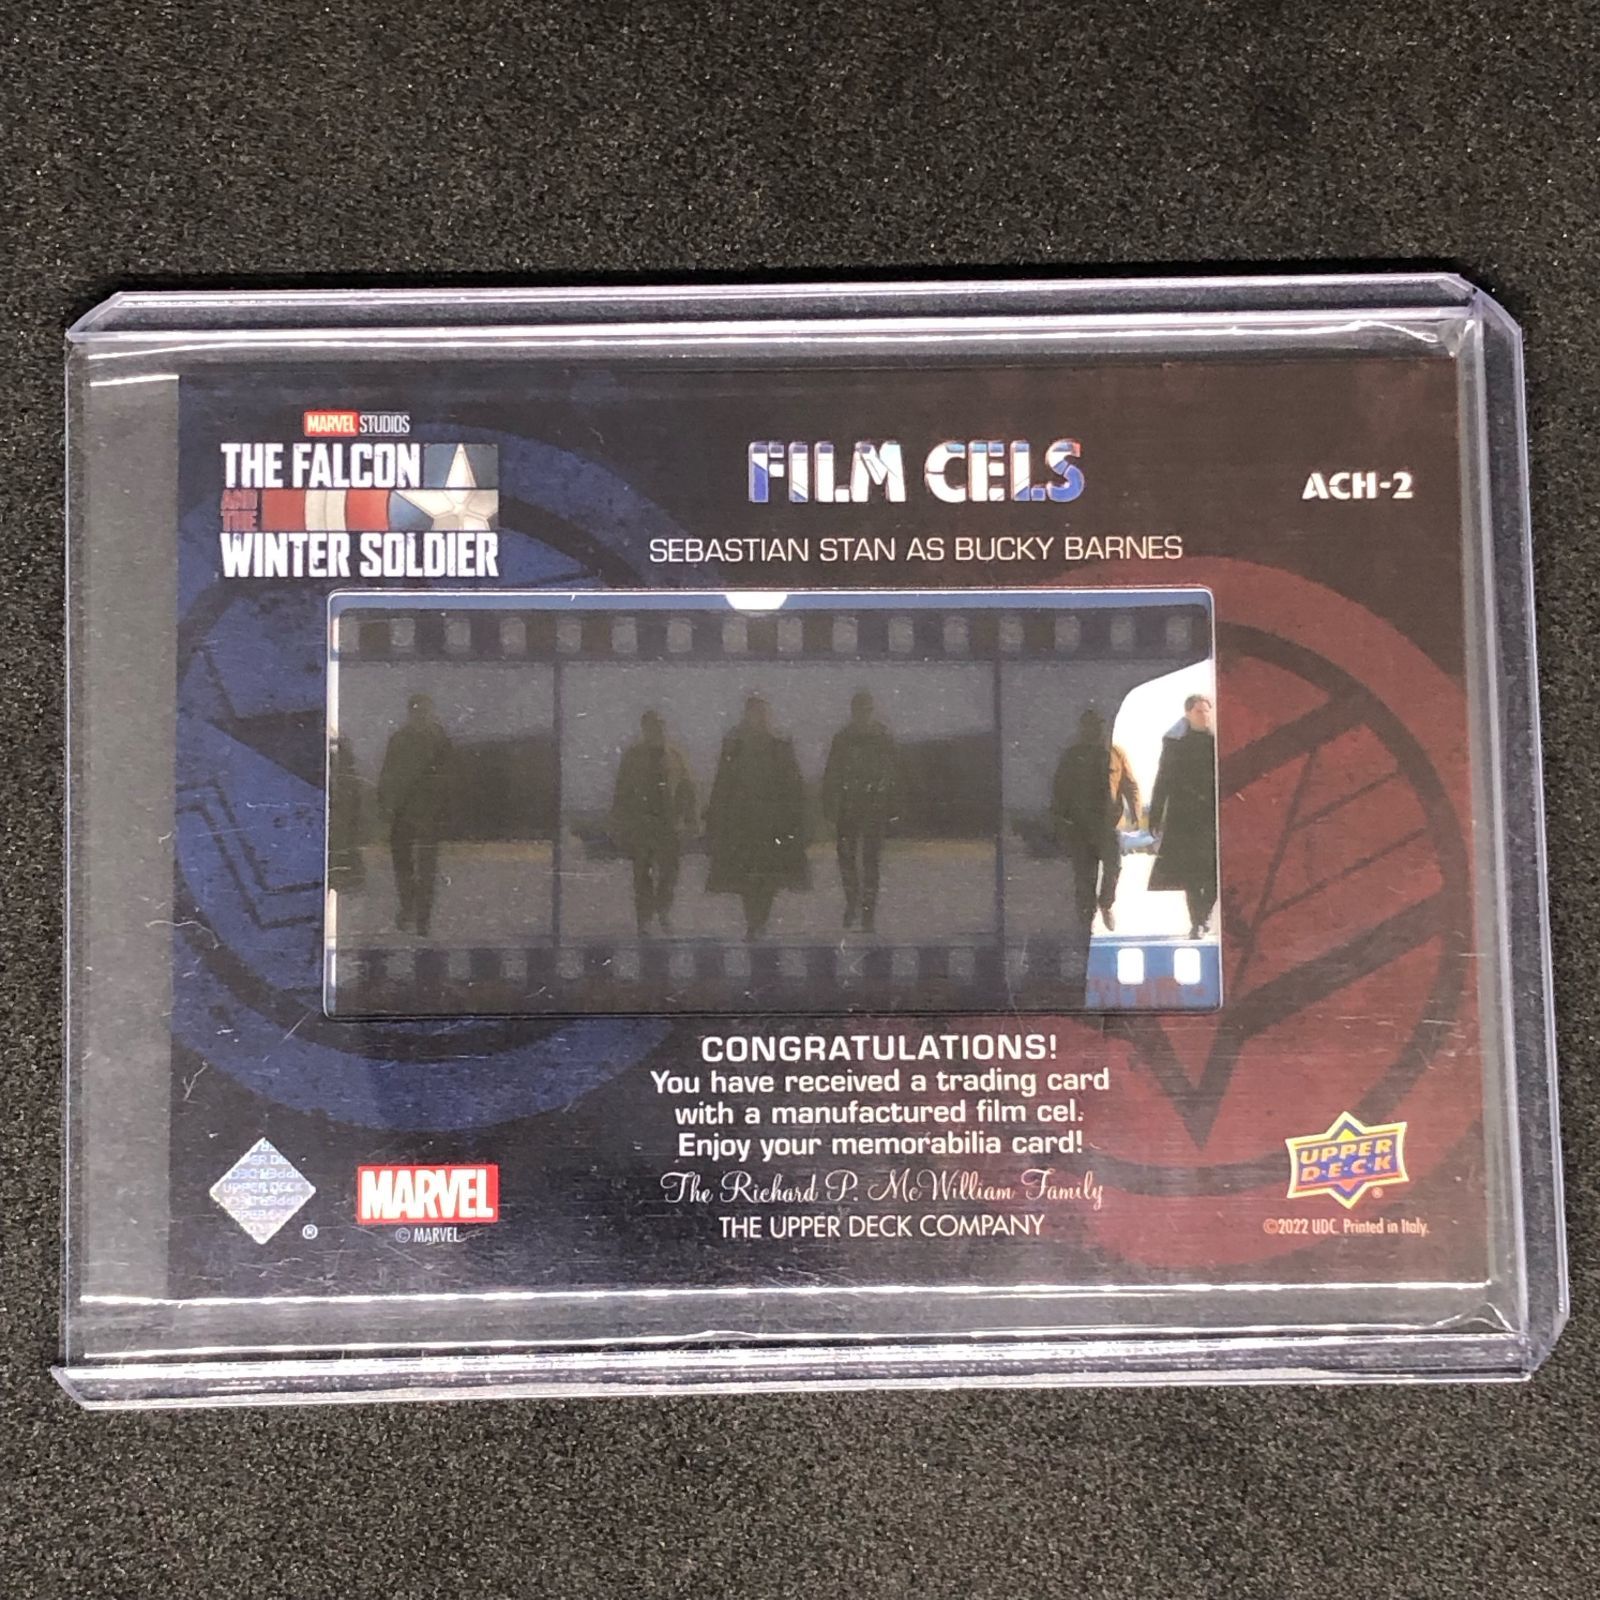 MARVEL STUDIOS
THE FALCON
AND THE
WINTER SOLDIER
FILM CELS
ACH-2
SEBASTIAN STAN AS BUCKY BARNES
CONGRATULATIONS!
You have received a trading card
with a manufactured film cel.
Enjoy your memorabilia card!
The Richard P. McWilliam Family
THE UPPER DECK COMPANY
UPPER DECK
®
MARVEL
© MARVEL
UPPER
D·E·C·K
®
©2022 UDC. Printed in Italy.